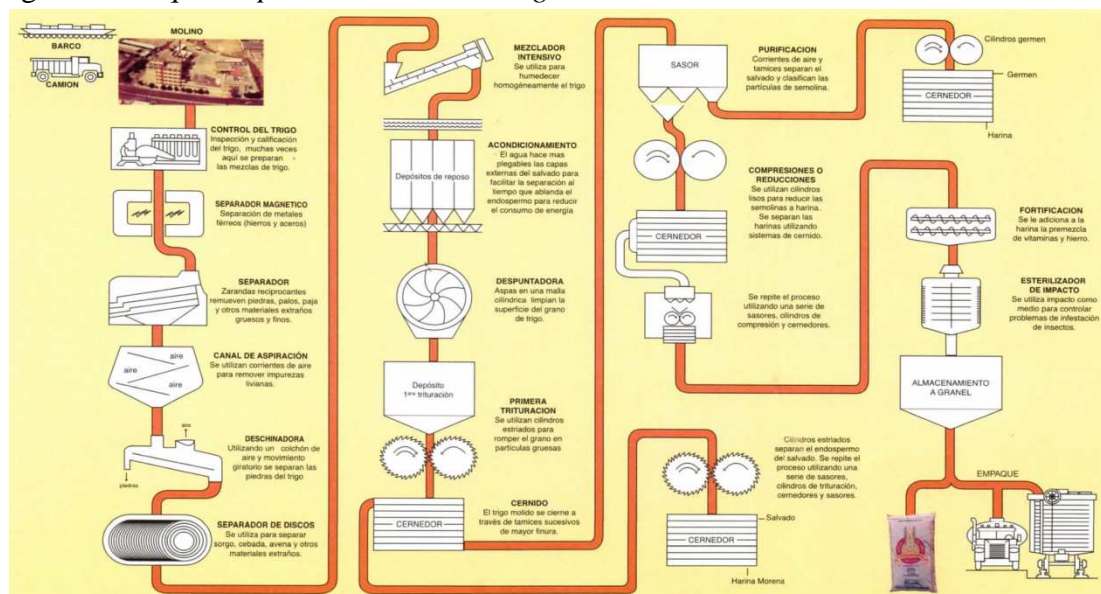 BARCO
CAMION
MOLINO
CONTROL DEL TRIGO
Inspección y calificación
del trigo, muchas veces
aquí se preparan
las mezclas de trigo.
SEPARADOR MAGNETICO
Separación de metales
térreos (hierros y aceros)
SEPARADOR
Zarandas reciprocantes
remueven piedras, palos, paja
y otros materiales extraños
gruesos y finos.
CANAL DE ASPIRACIÓN
Se utilizan corrientes de aire
para remover impurezas
livianas.
aire
aire
aire
DESCHINADORA
Utilizando un colchón de
aire y movimiento
giratorio se separan las
piedras del trigo
aire
piedras
SEPARADOR DE DISCOS
Se utiliza para separar
sorgo, cebada, avena y otros
materiales extraños.
MEZCLADOR
INTENSIVO
Se utiliza para
humedecer
homogéneamente el trigo
ACONDICIONAMIENTO
El agua hace mas
plegables las capas
externas del salvado para
facilitar la separación al
tiempo que ablanda el
endospermo para reducir
el consumo de energía
Depósitos de reposo
DESPUNTADORA
Aspas en una malla
cilíndrica limpian la
superficie del grano
de trigo.
Depósito
1era trituración
PRIMERA
TRITURACION
Se utilizan cilindros
estriados para
romper el grano en
partículas gruesas
CERNIDO
El trigo molido se cierne a
través de tamices sucesivos
de mayor finura.
CERNEDOR
SASOR
PURIFICACION
Corrientes de aire y
tamices separan el
salvado y clasifican las
partículas de semolina.
COMPRESIONES O
REDUCCIONES
Se utilizan cilindros
lisos para reducir las
semolinas a harina.
Se separan las
harinas utilizando
sistemas de cernido.
CERNEDOR
Se repite el proceso
utilizando una serie de
sasores, cilindros de
compresión y cernedores.
Cilindros estriados
separan el endospermo
del salvado. Se repite el
proceso utilizando una
serie de sasores,
cilindros de trituración,
cernedores y sasores.
Salvado
CERNEDOR
Harina Morena
Cilindros germen
Germen
CERNEDOR
Harina
FORTIFICACION
Se le adiciona a la
harina la premezcla
de vitaminas y hierro.
ESTERILIZADOR
DE IMPACTO
Se utiliza impacto como
medio para controlar
problemas de infestación
de insectos.
ALMACENAMIENTO
A GRANEL
EMPAQUE